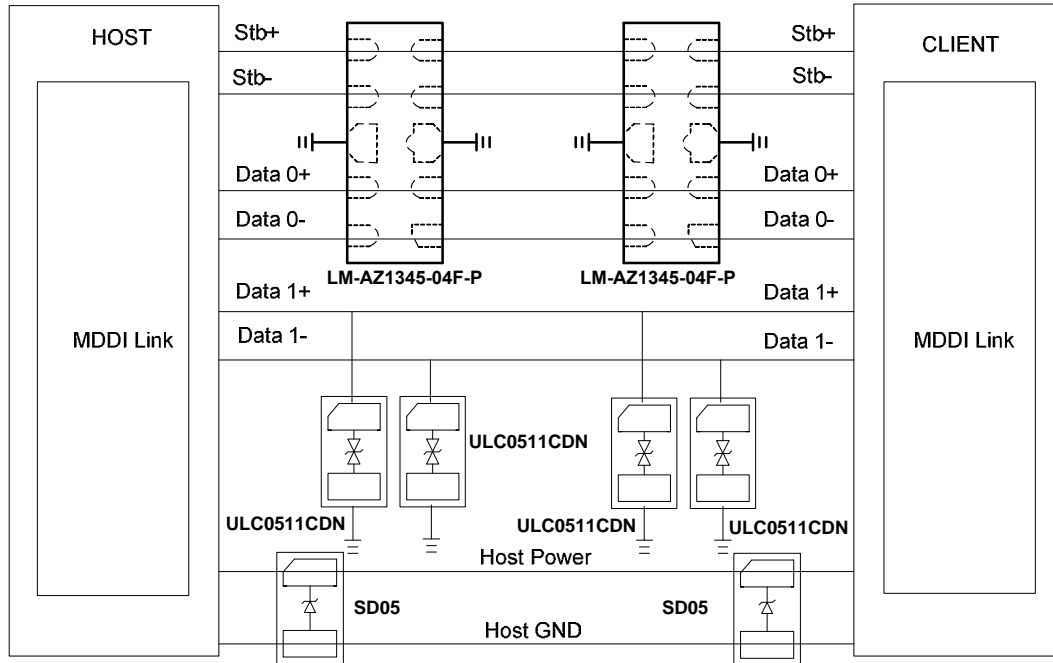 HOST
CLIENT
Stb+
Stb+
Stb-
Stb-
Data 0+
Data 0+
Data 0-
Data 0-
LM-AZ1345-04F-P
LM-AZ1345-04F-P
Data 1+
Data 1+
MDDI Link
Data 1-
Data 1-
MDDI Link
ULC0511CDN
ULC0511CDN
ULC0511CDN
ULC0511CDN
Host Power
SD05
SD05
Host GND